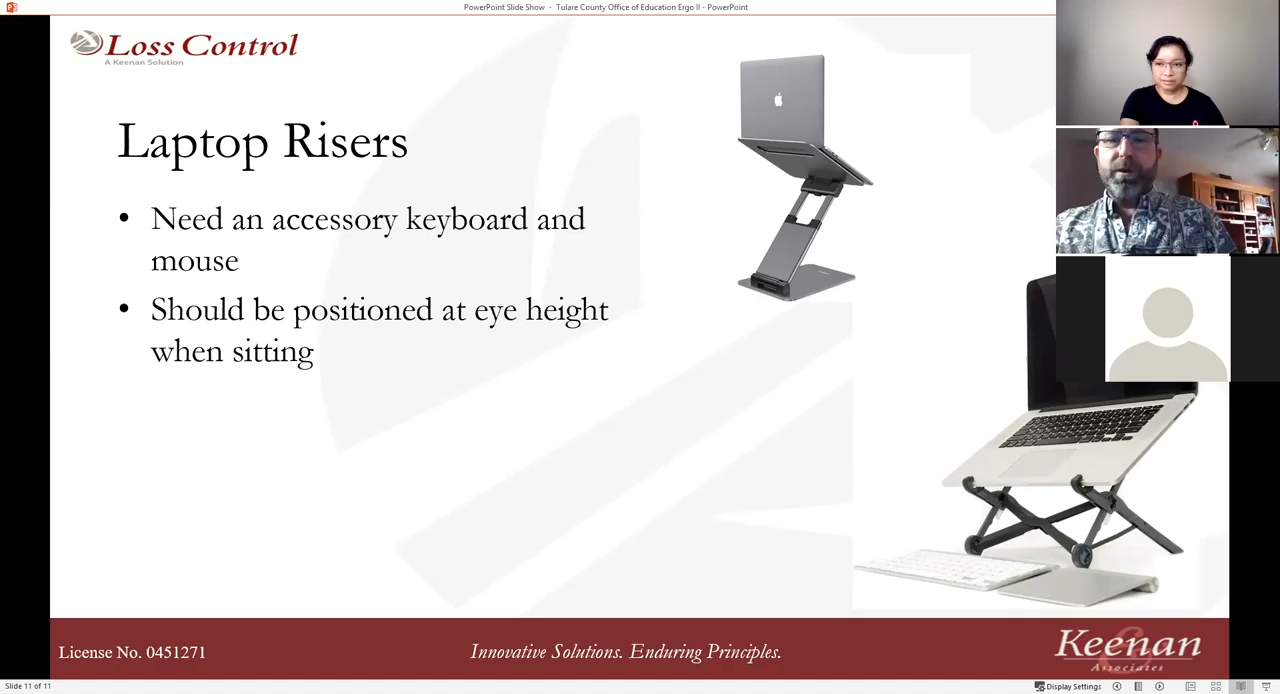 PowerPoint Slide Show - Tulare County Office of Education Ergo II - PowerPoint
Loss Control
A Keenan Solution
Laptop Risers
• Need an accessory keyboard and
mouse
• Should be positioned at eye height
when sitting
License No. 0451271
Innovative Solutions. Enduring Principles.
Keenan
& Associates
Slide 11 of 11
Display Settings